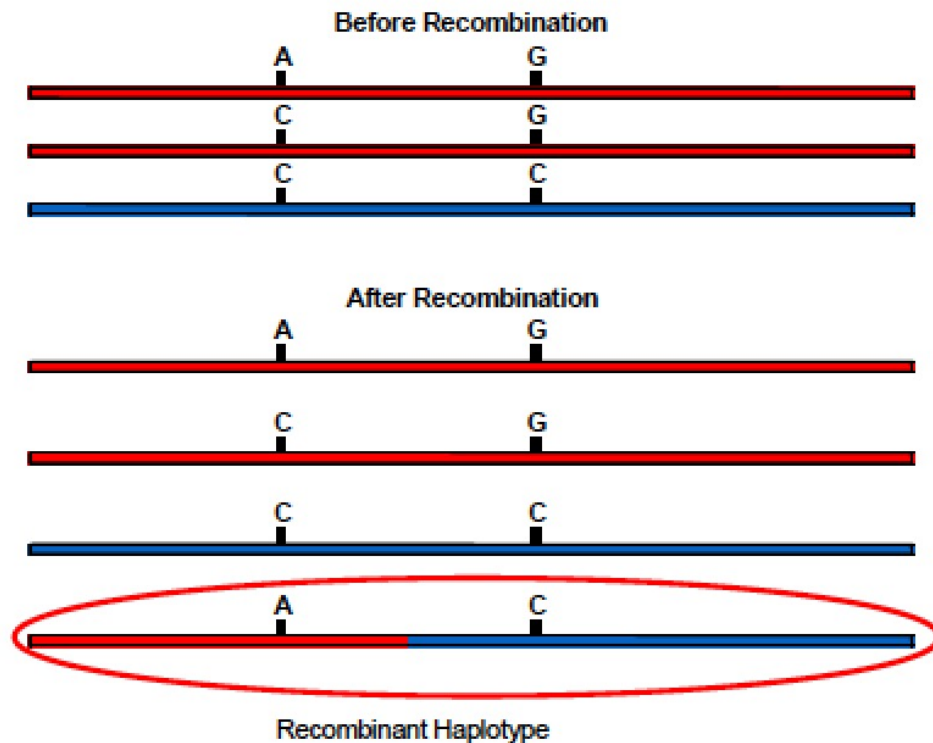 Before Recombination
A G
C G
C C
After Recombination
A G
C G
C C
A C
Recombinant Haplotype